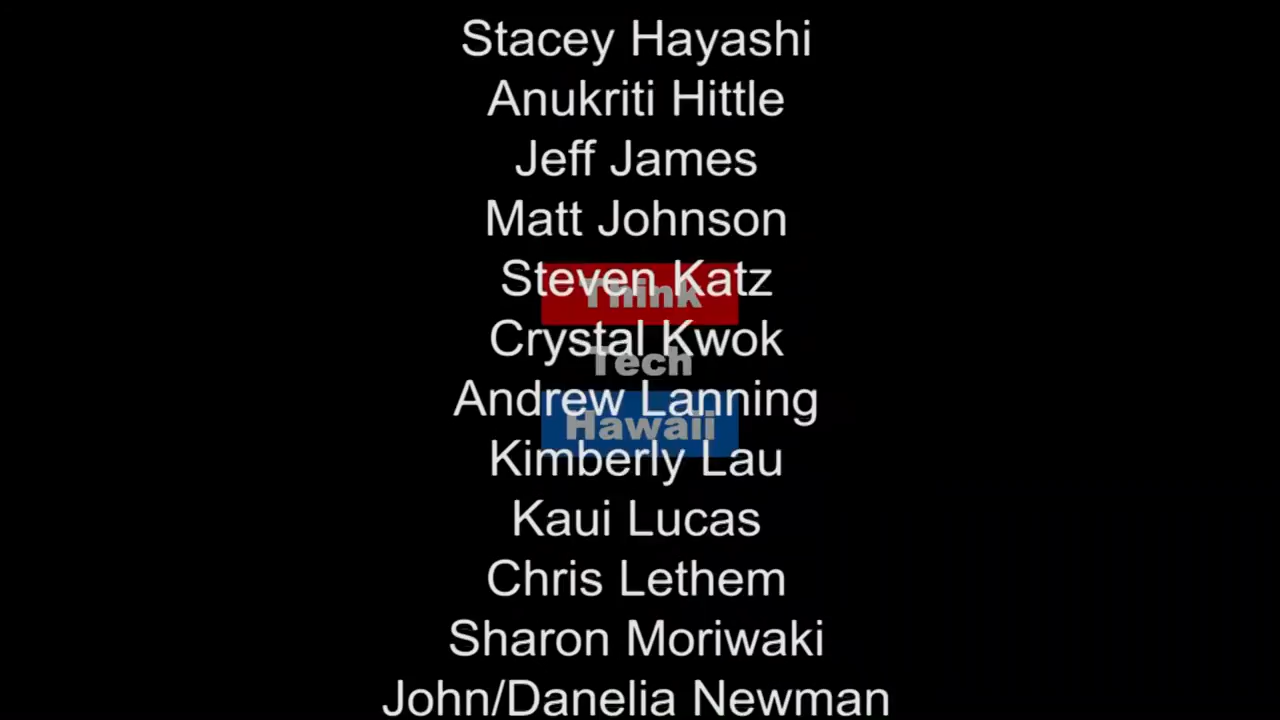 Stacey Hayashi
Anukriti Hittle
Jeff James
Matt Johnson
Steven Katz
Think
Crystal Kwok
Tech
Andrew Lanning
Hawaii
Kimberly Lau
Kaui Lucas
Chris Lethem
Sharon Moriwaki
John/Danelia Newman